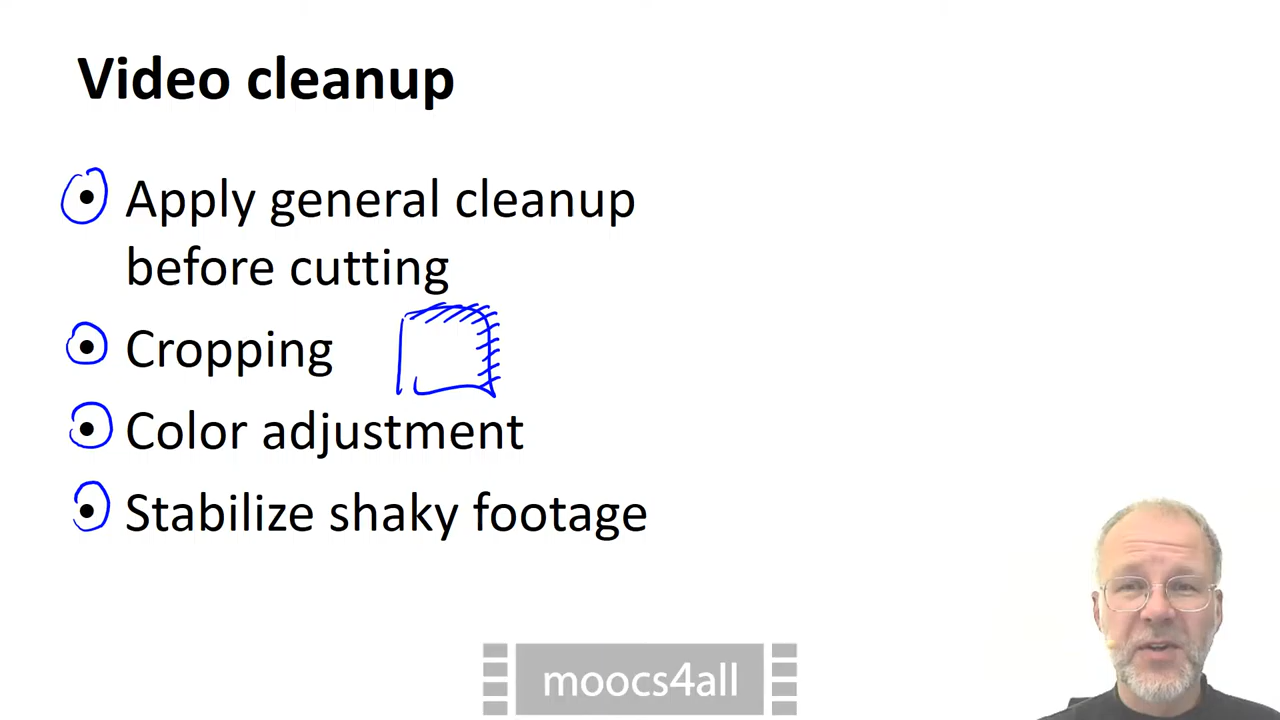 Video cleanup
• Apply general cleanup
before cutting
• Cropping
• Color adjustment
• Stabilize shaky footage
moocs4all